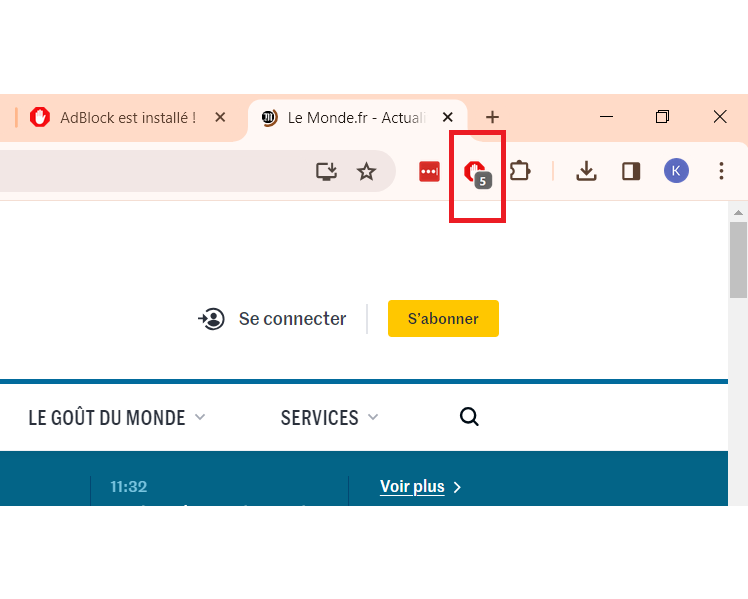 AdBlock est installé !
Le Monde.fr - Actuali
5
K
Se connecter
S'abonner
LE GOÛT DU MONDE
SERVICES
11:32
Voir plus